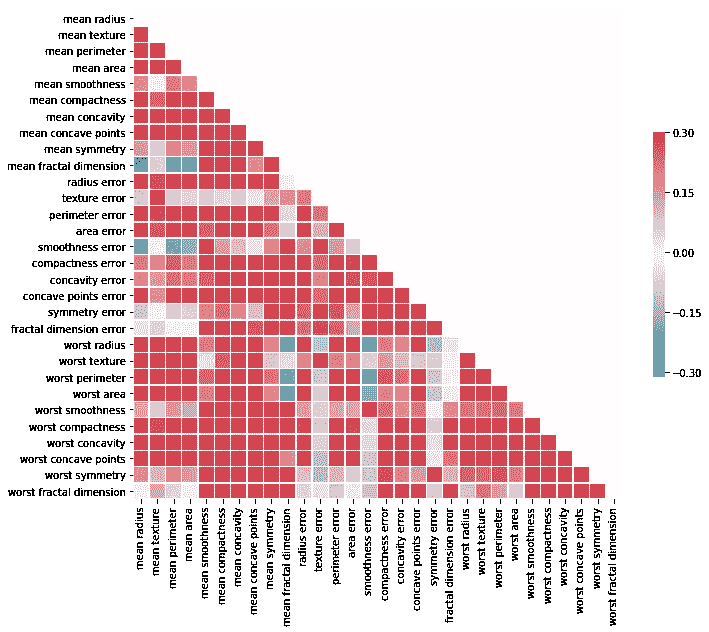 mean radius
mean texture
mean perimeter
mean area
mean smoothness
mean compactness
mean concavity
mean concave points
mean symmetry
mean fractal dimension
radius error
texture error
perimeter error
area error
smoothness error
compactness error
concavity error
concave points error
symmetry error
fractal dimension error
worst radius
worst texture
worst perimeter
worst area
worst smoothness
worst compactness
worst concavity
worst concave points
worst symmetry
worst fractal dimension
mean radius
mean texture
mean perimeter
mean area
mean smoothness
mean compactness
mean concavity
mean concave points
mean symmetry
mean fractal dimension
radius error
texture error
perimeter error
area error
smoothness error
compactness error
concavity error
concave points error
symmetry error
fractal dimension error
worst radius
worst texture
worst perimeter
worst area
worst smoothness
worst compactness
worst concavity
worst concave points
worst symmetry
worst fractal dimension
0.30
0.15
0.00
−0.15
−0.30